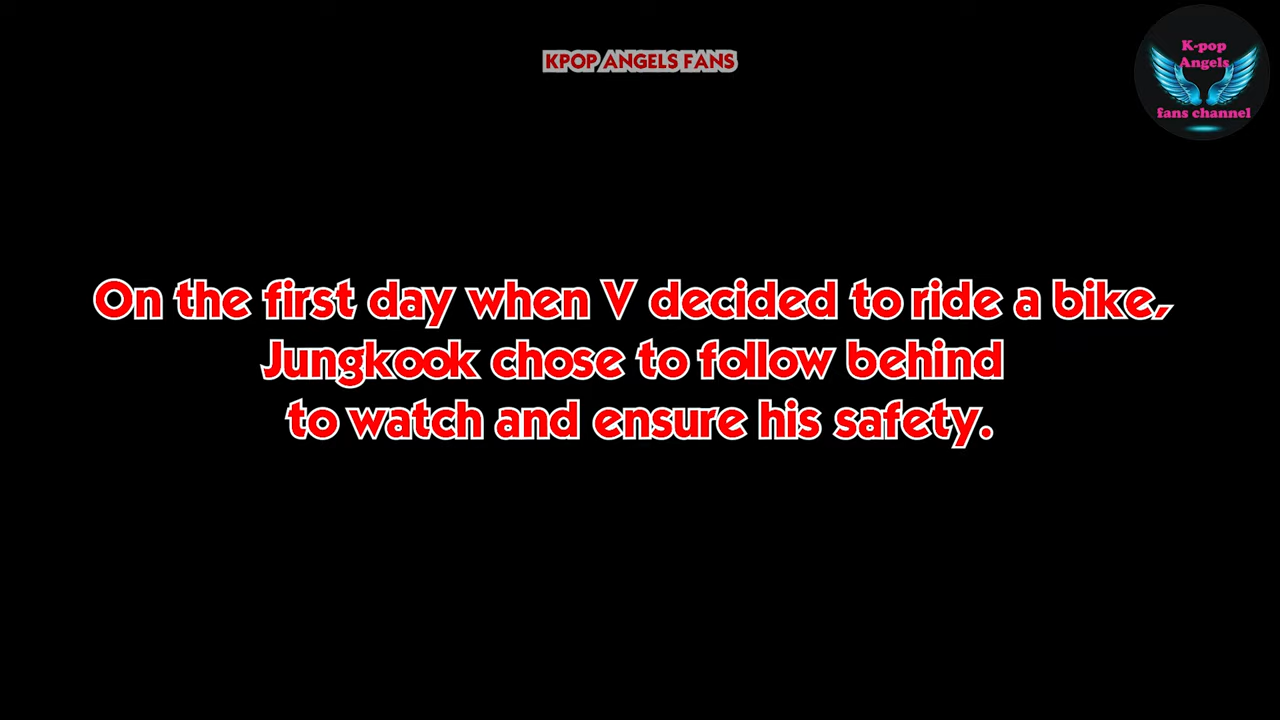 KPOP ANGELS FANS
K-pop
Angels
fans channel
On the first day when V decided to ride a bike,
Jungkook chose to follow behind
to watch and ensure his safety.